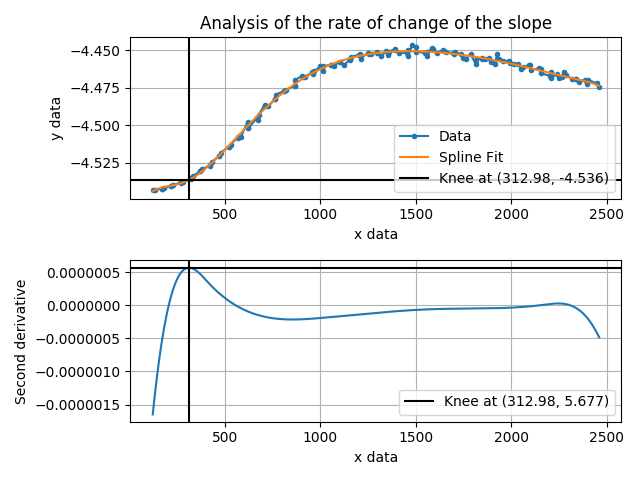 Analysis of the rate of change of the slope
−4.450
−4.475
−4.500
−4.525
y data
Data
Spline Fit
Knee at (312.98, -4.536)
500
1000
1500
2000
2500
x data
0.0000005
0.0000000
−0.0000005
−0.0000010
−0.0000015
Second derivative
Knee at (312.98, 5.677)
500
1000
1500
2000
2500
x data